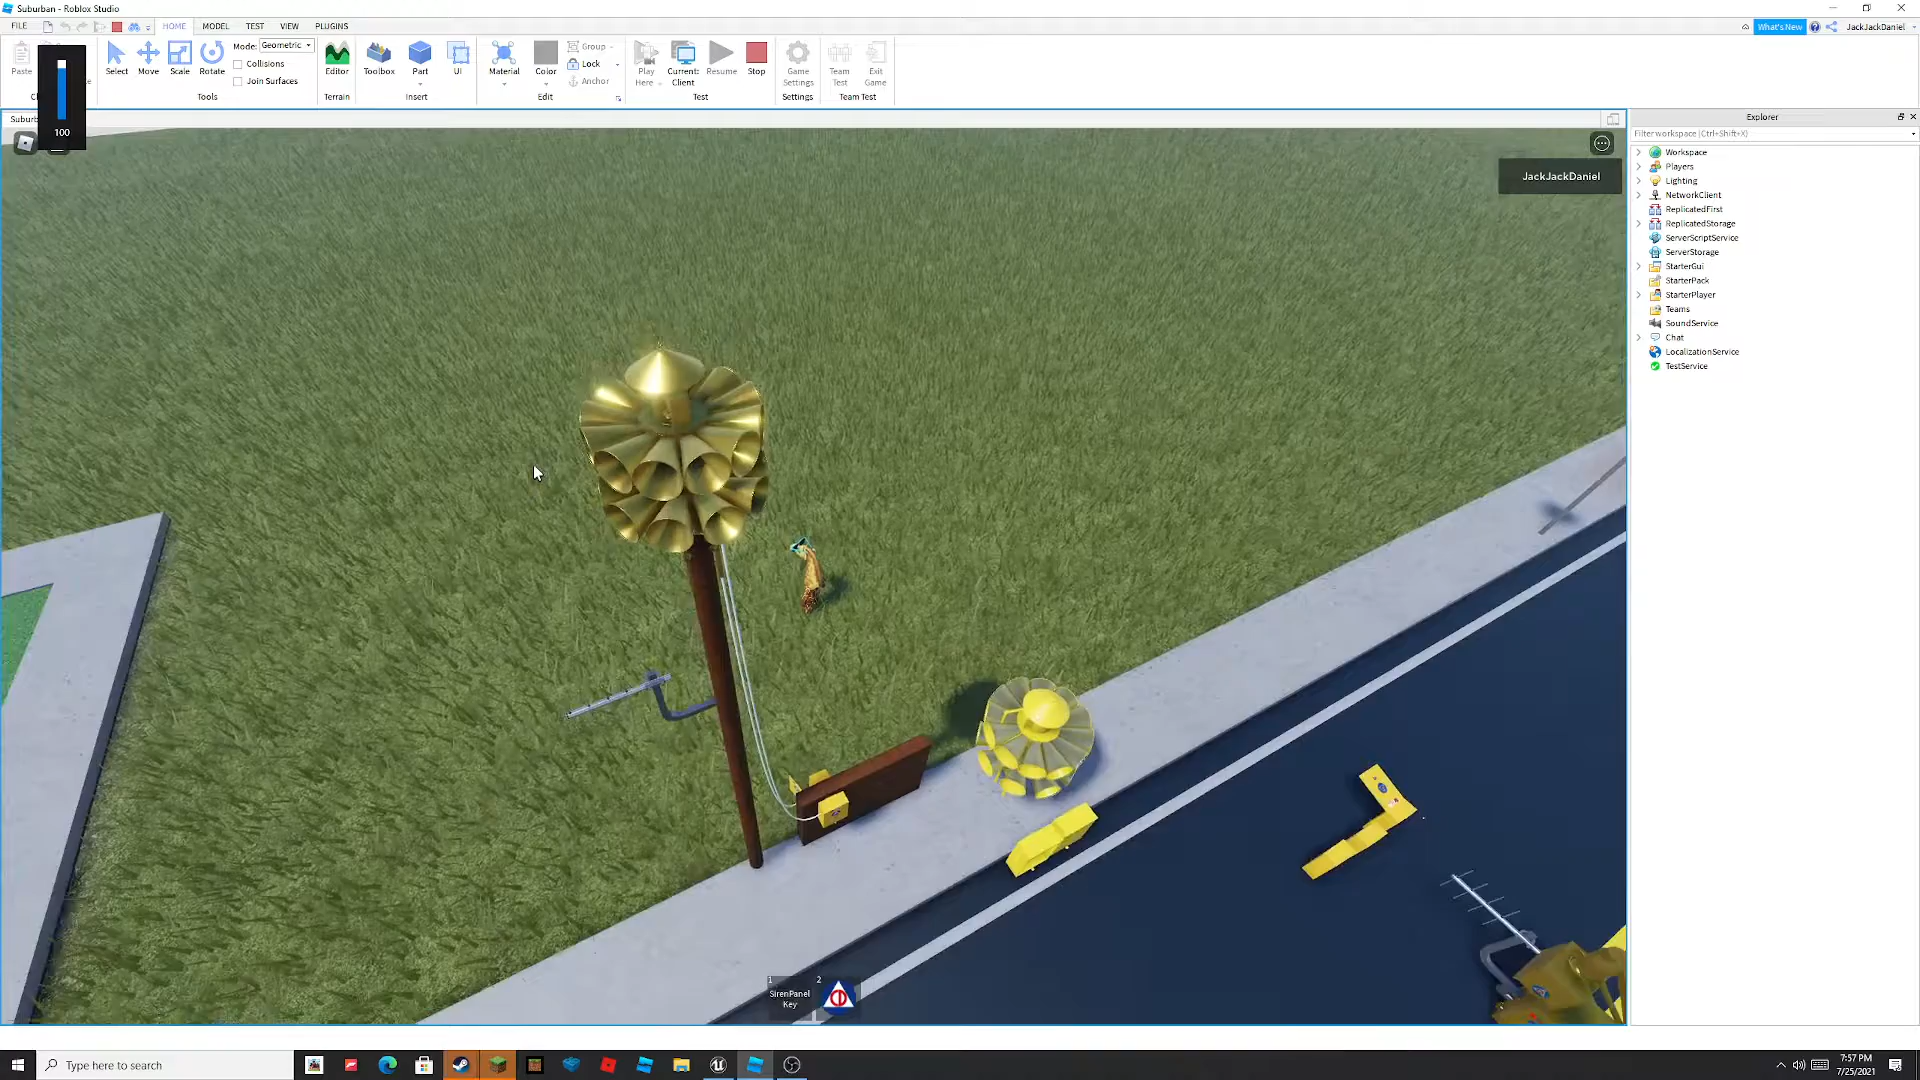 Suburban - Roblox Studio
FILE HOME MODEL TEST VIEW PLUGINS What's New JackJackDaniel
Paste Select Move Scale Rotate Mode: Geometric Editor Toolbox Part UI Material Color Group Play Here Current: Client Resume Stop Game Settings Team Test Exit Game
Collisions Lock
Join Surfaces Anchor
Tools Terrain Insert Edit Test Settings Team Test
100
Explorer
Filter workspace (Ctrl+Shift+X)
Workspace
Players
Lighting
NetworkClient
ReplicatedFirst
ReplicatedStorage
ServerScriptService
ServerStorage
StarterGui
StarterPack
StarterPlayer
Teams
SoundService
Chat
LocalizationService
TestService
JackJackDaniel
1 2
SirenPanel
Key
Type here to search
7:57 PM
7/25/2021